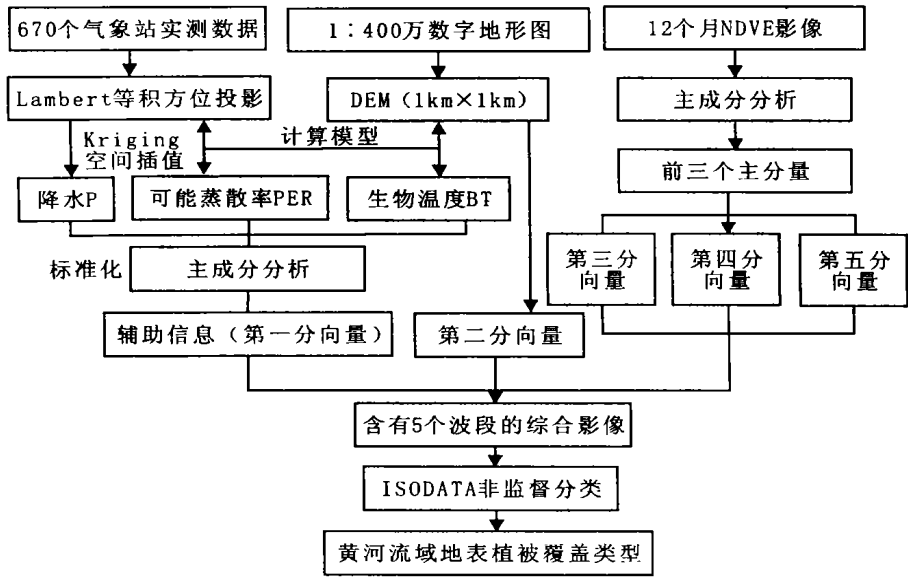 670个气象站实测数据
1：400万数字地形图
12个月NDVE影像
Lambert等积方位投影
DEM（1km×1km）
主成分分析
Kriging
空间插值
计算模型
前三个主分量
降水P
可能蒸散率PER
生物温度BT
第三分
向量
第四分
向量
第五分
向量
标准化
主成分分析
辅助信息（第一分向量）
第二分向量
含有5个波段的综合影像
ISODATA非监督分类
黄河流域地表植被覆盖类型